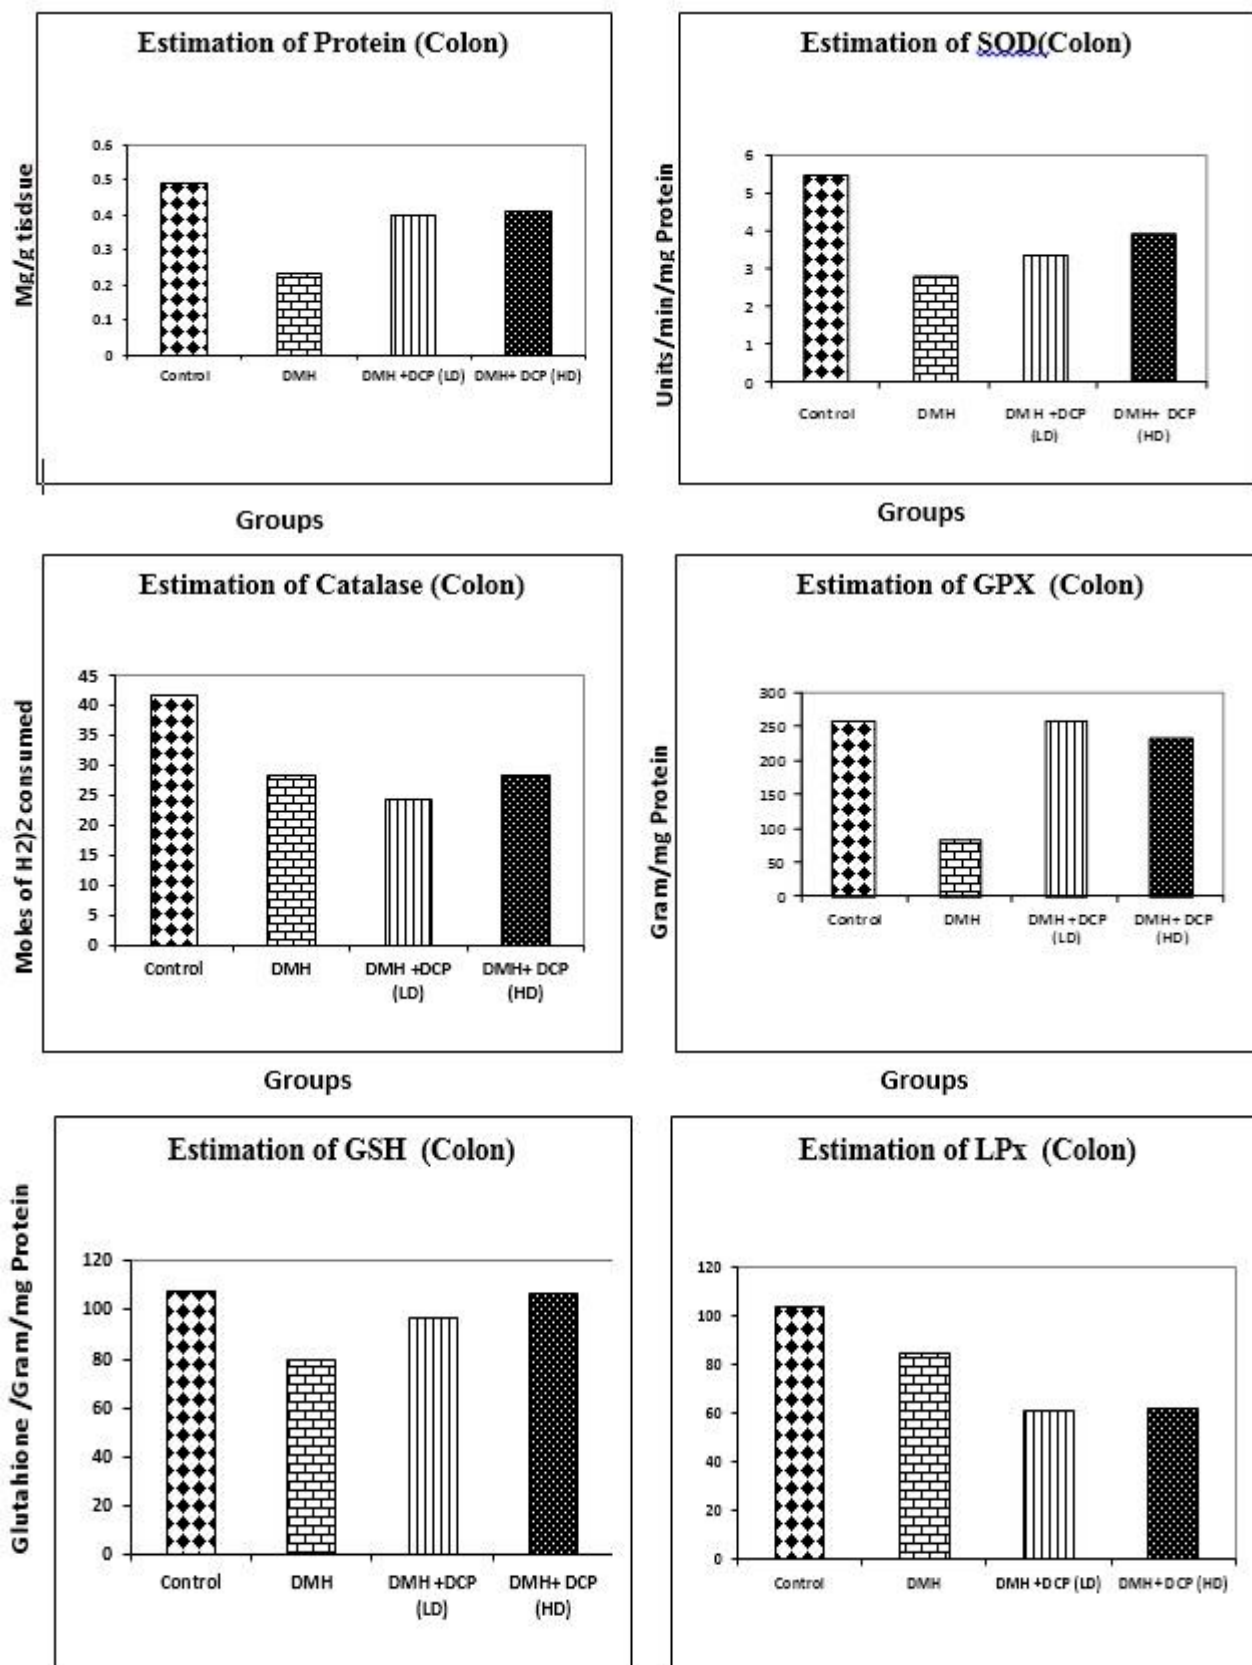 Estimation of Protein (Colon)
Mg/g tisdsue
0.6
0.5
0.4
0.3
0.2
0.1
0
Control DMH DMH +DCP (LD) DMH+ DCP (HD)
Groups
Estimation of SOD(Colon)
Units/min/mg Protein
6
5
4
3
2
1
0
Control DMH DMH +DCP DMH+ DCP
(LD) (HD)
Groups
Estimation of Catalase (Colon)
Moles of H2)2 consumed
45
40
35
30
25
20
15
10
5
0
Control DMH DMH +DCP DMH+ DCP
(LD) (HD)
Groups
Estimation of GPX (Colon)
Gram/mg Protein
300
250
200
150
100
50
0
Control DMH DMH +DCP DMH+ DCP
(LD) (HD)
Groups
Estimation of GSH (Colon)
Glutahione /Gram/mg Protein
120
100
80
60
40
20
0
Control DMH DMH +DCP DMH+ DCP
(LD) (HD)
Estimation of LPx (Colon)
120
100
80
60
40
20
0
Control DMH DMH +DCP (LD) DMH+ DCP (HD)